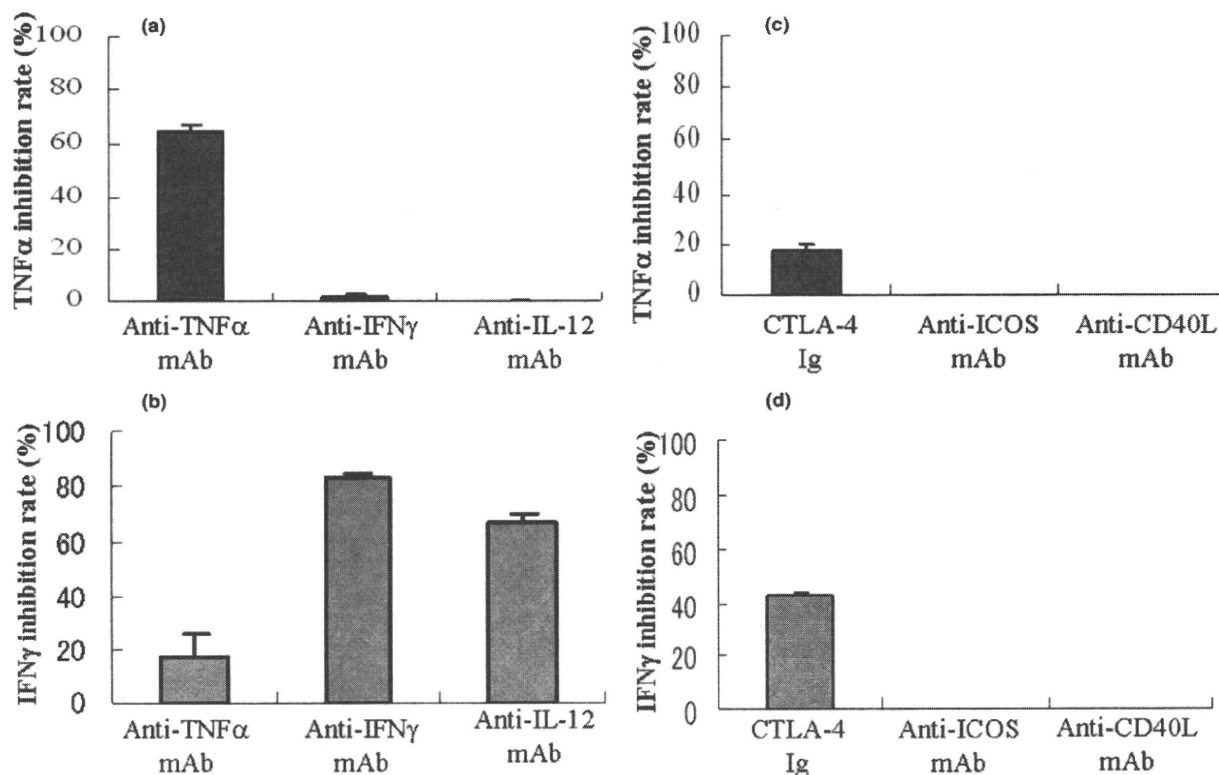 (a)
TNFα inhibition rate (%)
100
80
60
40
20
0
Anti-TNFα
mAb
Anti-IFNγ
mAb
Anti-IL-12
mAb
(c)
TNFα inhibition rate (%)
100
80
60
40
20
0
CTLA-4
Ig
Anti-ICOS
mAb
Anti-CD40L
mAb
(b)
IFNγ inhibition rate (%)
100
80
60
40
20
0
Anti-TNFα
mAb
Anti-IFNγ
mAb
Anti-IL-12
mAb
(d)
IFNγ inhibition rate (%)
100
80
60
40
20
0
CTLA-4
Ig
Anti-ICOS
mAb
Anti-CD40L
mAb